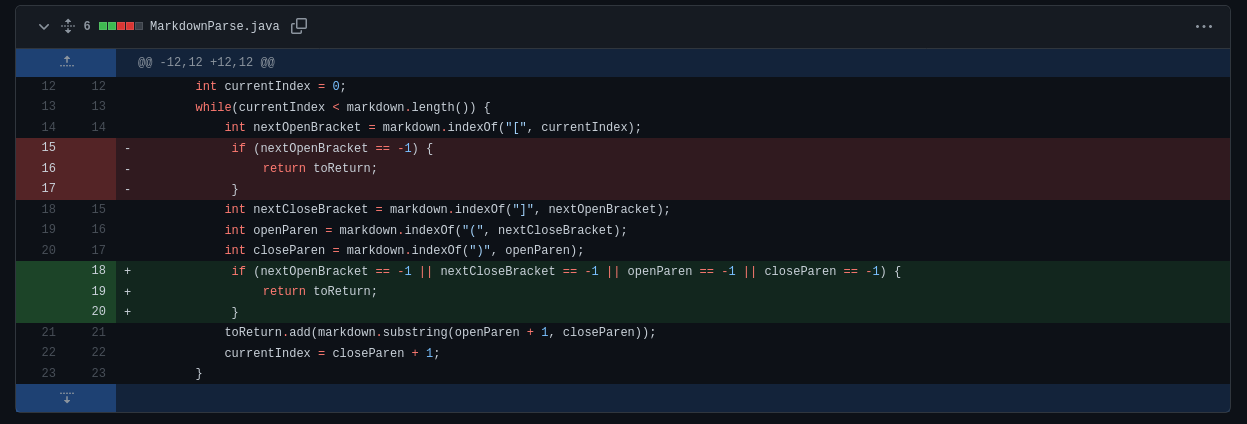 6 MarkdownParse.java
@@ -12,12 +12,12 @@
12 12 int currentIndex = 0;
13 13 while(currentIndex < markdown.length()) {
14 14 int nextOpenBracket = markdown.indexOf("[", currentIndex);
15 - if (nextOpenBracket == -1) {
16 - return toReturn;
17 - }
18 15 int nextCloseBracket = markdown.indexOf("]", nextOpenBracket);
19 16 int openParen = markdown.indexOf("(", nextCloseBracket);
20 17 int closeParen = markdown.indexOf(")", openParen);
18 + if (nextOpenBracket == -1 || nextCloseBracket == -1 || openParen == -1 || closeParen == -1) {
19 + return toReturn;
20 + }
21 21 toReturn.add(markdown.substring(openParen + 1, closeParen));
22 22 currentIndex = closeParen + 1;
23 23 }